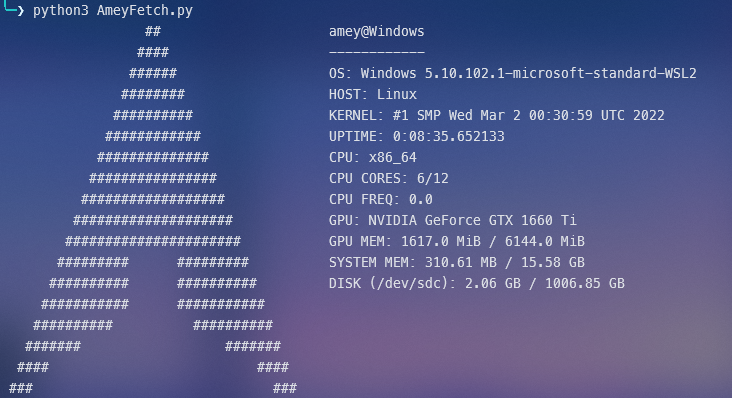 ❯ python3 AmeyFetch.py
##                       amey@Windows
####                      ------------
######                     OS: Windows 5.10.102.1-microsoft-standard-WSL2
########                    HOST: Linux
##########                   KERNEL: #1 SMP Wed Mar 2 00:30:59 UTC 2022
############                  UPTIME: 0:08:35.652133
##############                 CPU: x86_64
################                CPU CORES: 6/12
##################               CPU FREQ: 0.0
####################              GPU: NVIDIA GeForce GTX 1660 Ti
######################             GPU MEM: 1617.0 MiB / 6144.0 MiB
#########      #########            SYSTEM MEM: 310.61 MB / 15.58 GB
##########      ##########           DISK (/dev/sdc): 2.06 GB / 1006.85 GB
###########      ###########
##########          ##########
#######                  #######
####                          ####
###                              ###